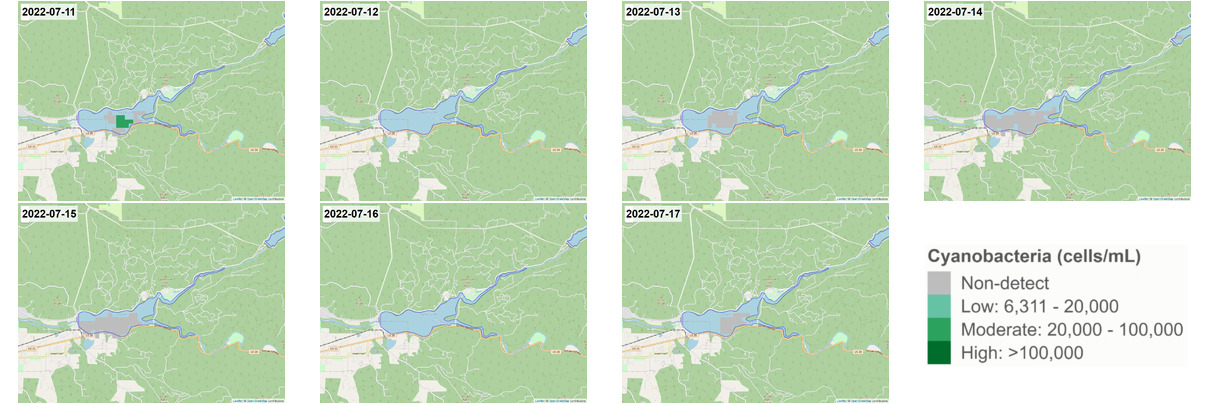 2022-07-11
2022-07-12
2022-07-13
2022-07-14
2022-07-15
2022-07-16
2022-07-17
Cyanobacteria (cells/mL)
Non-detect
Low: 6,311 - 20,000
Moderate: 20,000 - 100,000
High: >100,000